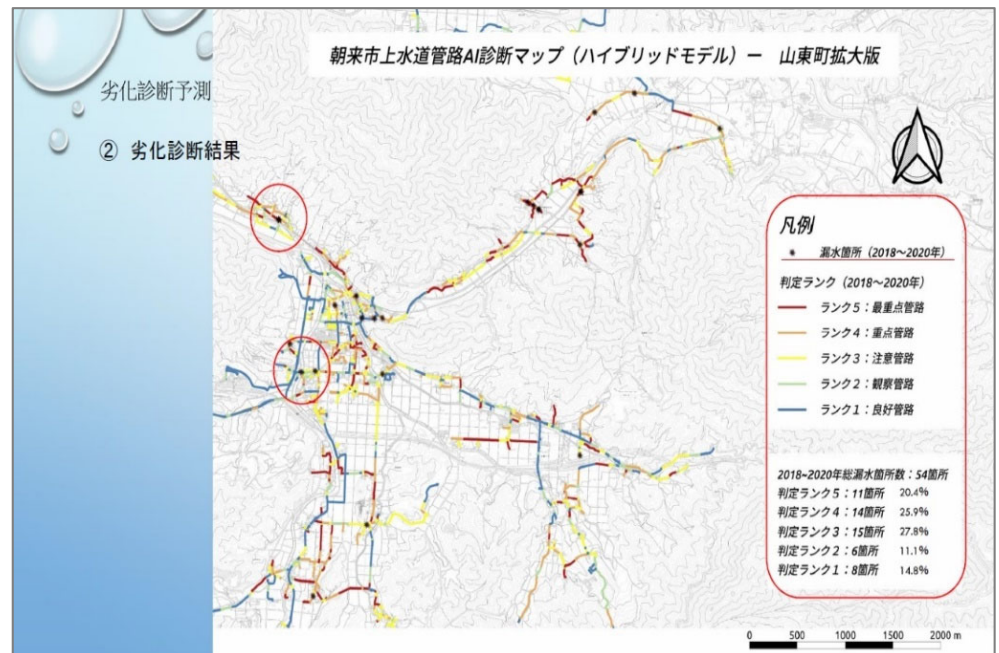 朝来市上水道管路AI診断マップ（ハイブリッドモデル）－　山東町拡大版
劣化診断予測
② 劣化診断結果
凡例
漏水箇所（2018～2020年）
判定ランク（2018～2020年）
ランク５：最重点管路
ランク４：重点管路
ランク３：注意管路
ランク２：観察管路
ランク１：良好管路
2018~2020年総漏水箇所数：54箇所
判定ランク５：11箇所 20.4%
判定ランク４：14箇所 25.9%
判定ランク３：15箇所 27.8%
判定ランク２：6箇所 11.1%
判定ランク１：8箇所 14.8%
0 500 1000 1500 2000 m